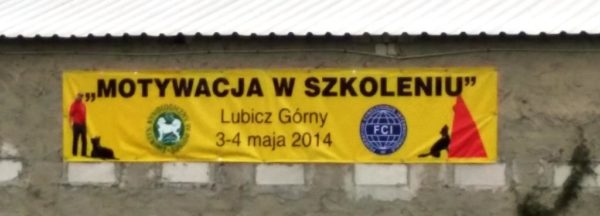 „MOTYWACJA W SZKOLENIU”
Lubicz Górny
3-4 maja 2014
FCI